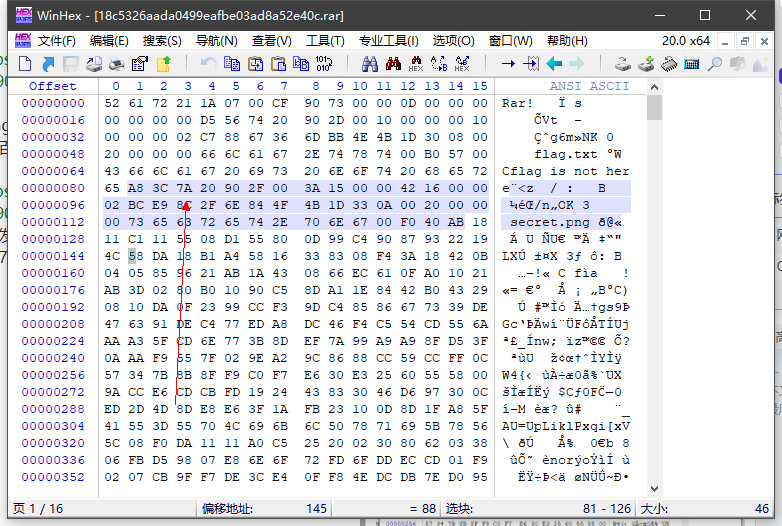 WinHex - [18c5326aada0499eafbe03ad8a52e40c.rar]
文件(F) 编辑(E) 搜索(S) 导航(N) 查看(V) 工具(T) 专业工具(I) 选项(O) 窗口(W) 帮助(H) 20.0 x64
Offset 0 1 2 3 4 5 6 7 8 9 10 11 12 13 14 15 ANSI ASCII
00000000 52 61 72 21 1A 07 00 CF 90 73 00 00 0D 00 00 00 Rar! Ï s
00000016 00 00 00 00 D5 56 74 20 90 2D 00 10 00 00 00 10 ÕVt -
00000032 00 00 00 02 C7 88 67 36 6D BB 4E 4B 1D 30 08 00 Çˆg6m»NK 0
00000048 20 00 00 00 66 6C 61 67 2E 74 78 74 00 B0 57 00 flag.txt °W
00000064 43 66 6C 61 67 20 69 73 20 6E 6F 74 20 68 65 72 Cflag is not her
00000080 65 A8 3C 7A 20 90 2F 00 3A 15 00 00 42 16 00 00 e¨<z / : B
00000096 02 BC E9 8C 2F 6E 84 4F 4B 1D 33 0A 00 20 00 00 ¼éŒ/n„OK 3
00000112 00 73 65 63 72 65 74 2E 70 6E 67 00 F0 40 AB 18 secret.png ð@«
00000128 11 C1 11 55 08 D1 55 80 0D 99 C4 90 87 93 22 19 Á U ÑU€ ™Ä ‡“"
00000144 4C 58 DA 18 B1 A4 58 16 33 83 08 F4 3A 18 42 0B LXÚ ±¤X 3ƒ ô: B
00000160 04 05 85 96 21 AB 1A 43 08 86 EC 61 0F A0 10 21 …–!« C †ìa !
00000176 AB 3D 02 80 B0 10 90 C5 8D A1 1E 84 42 B0 43 29 «= €° Å ¡ „B°C)
00000192 08 10 DA 0F 23 99 CC F3 9D C4 85 86 67 73 39 DE Ú #™Ìó Ä…†gs9Þ
00000208 47 63 91 DE C4 77 ED A8 DC 46 F4 C5 54 CD 55 6A Gc‘ÞÄwí¨ÜFôÅTÍUj
00000224 AA A3 5F CD 6E 77 3B 8D EF 7A 99 A9 A9 8F D5 3F ª£_Ínw; ïz™©© Õ?
00000240 0A AA F9 55 7F 02 9E A2 9C 86 88 CC 59 CC FF 0C ªùU ž¢œ†ˆÌYÌÿ
00000256 57 34 7B 8B 8F F9 C0 F7 E6 30 E3 25 60 55 58 00 W4{‹ ùÀ÷æ0ã%`UX
00000272 9A CC E6 CD CB FD 19 24 43 83 30 46 D6 97 30 0C šÌæÍËý $Cƒ0FÖ—0
00000288 ED 2D 4D 8D E8 E6 3F 1A FB 23 10 0D 8D 1F A8 5F í-M èæ? û# ¨_
00000304 41 55 3D 55 70 4C 69 6B 6C 50 78 71 69 5B 78 56 AU=UpLiklPxqi[xV
00000320 5C 08 F0 DA 11 11 A0 C5 25 20 02 30 80 62 03 38 \ ðÚ Å% 0€b 8
00000336 06 FB D5 98 07 E8 6E 6F 72 FD 6F DD EC CD 01 F9 ûÕ˜ ènorýoÝìÍ ù
00000352 02 07 CB 9F F7 DE 3C E4 0F F8 4E DC DB 7E D0 95 ËŸ÷Þ<ä øNÜÛ~Ð•
页 1 / 16 偏移地址: 145 = 88 选块: 81 - 126 大小: 46